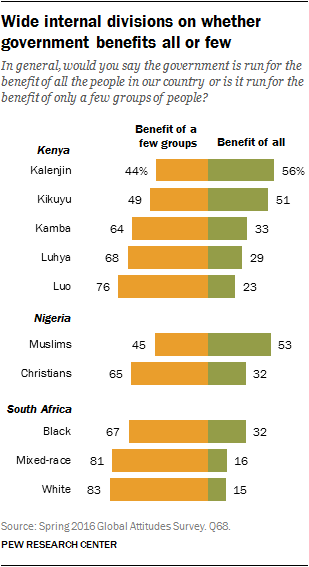 Wide internal divisions on whether
government benefits all or few
In general, would you say the government is run for the
benefit of all the people in our country or is it run for the
benefit of only a few groups of people?
Benefit of a
few groups
Benefit of all
Kenya
Kalenjin 44% 56%
Kikuyu 49 51
Kamba 64 33
Luhya 68 29
Luo 76 23
Nigeria
Muslims 45 53
Christians 65 32
South Africa
Black 67 32
Mixed-race 81 16
White 83 15
Source: Spring 2016 Global Attitudes Survey. Q68.
PEW RESEARCH CENTER